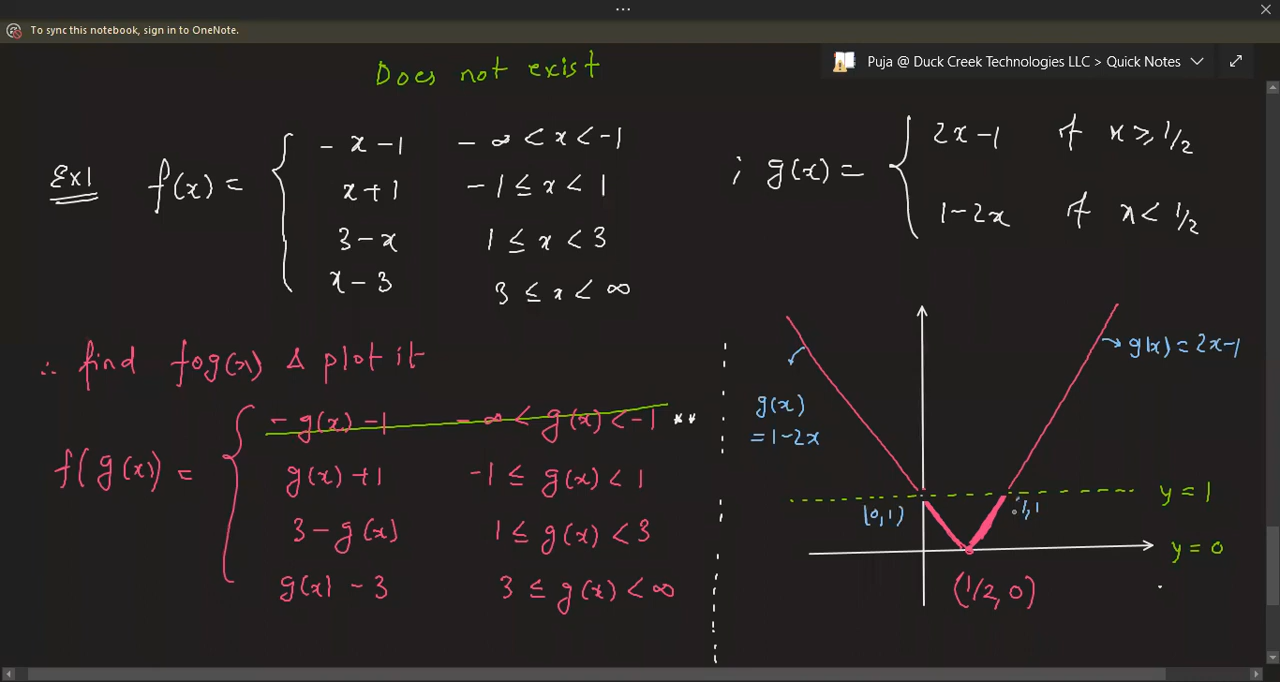 To sync this notebook, sign in to OneNote.
Puja @ Duck Creek Technologies LLC > Quick Notes
Does not exist
Ex1 f(x) = { -x-1 -∞ < x < -1
x+1 -1 ≤ x < 1
3-x 1 ≤ x < 3
x-3 3 ≤ x < ∞
; g(x) = { 2x-1 if x ≥ 1/2
1-2x if x < 1/2
∴ find fog(x) & plot it
f(g(x)) = { -g(x)-1 -∞ < g(x) < -1 **
g(x)+1 -1 ≤ g(x) < 1
3-g(x) 1 ≤ g(x) < 3
g(x)-3 3 ≤ g(x) < ∞
g(x) = 2x-1
g(x)
= 1-2x
y = 1
(0,1)
1,1
y = 0
(1/2, 0)